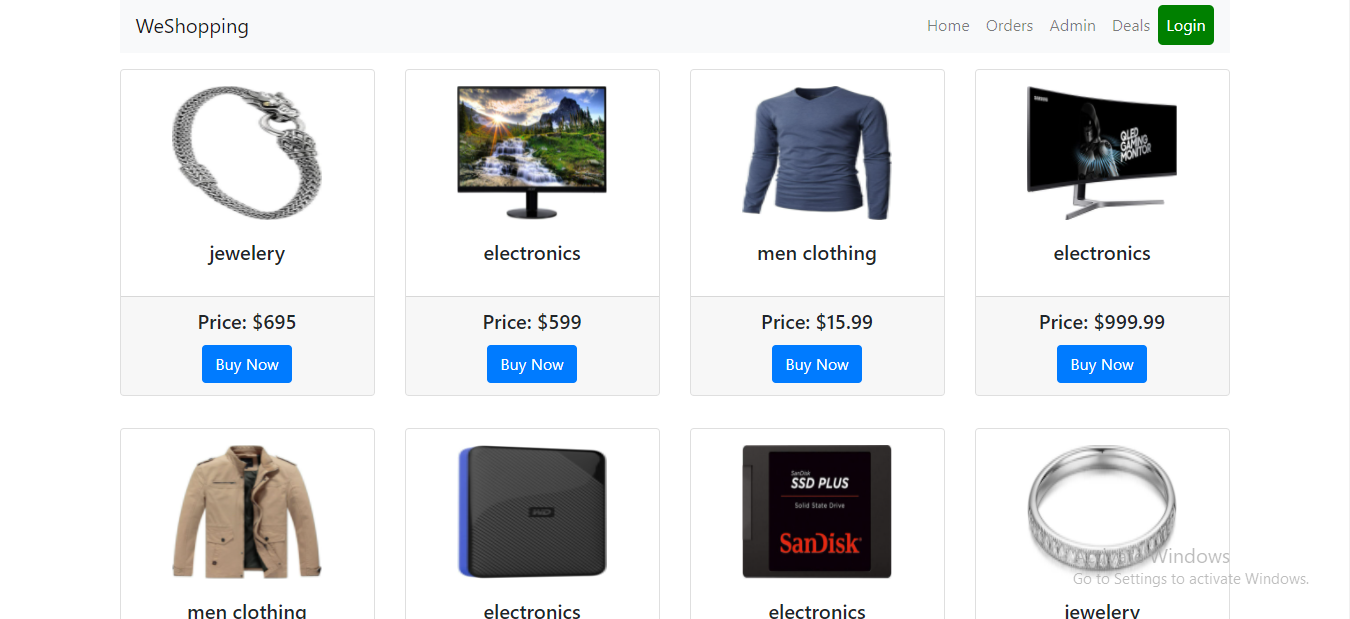 WeShopping
Home Orders Admin Deals Login
SAMSUNG
QLED
GAMING
MONITOR
jewelery electronics men clothing electronics
Price: $695 Price: $599 Price: $15.99 Price: $999.99
Buy Now Buy Now Buy Now Buy Now
WD
SanDisk
SSD PLUS
Solid State Drive
SanDisk
Activate Windows
Go to Settings to activate Windows.
men clothing electronics electronics jewelery